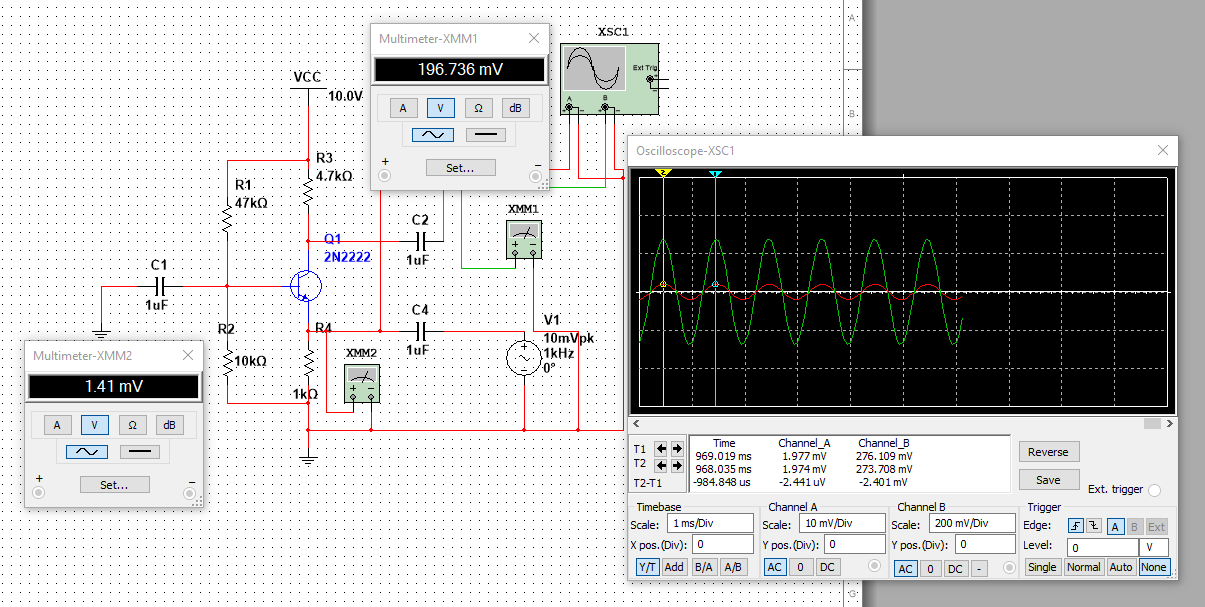 Multimeter-XMM1
196.736 mV
A V Ω dB
+ Set... −
XSC1
Ext Trig
+
A B
+ − + −
VCC
10.0V
R3
4.7kΩ
R1
47kΩ
Q1
2N2222
C2
1uF
XMM1
+ −
C1
1uF
R2
10kΩ
R4
1kΩ
C4
1uF
XMM2
+ −
V1
10mVpk
1kHz
0°
+
Multimeter-XMM2
1.41 mV
A V Ω dB
+ Set... −
A
B
G
Oscilloscope-XSC1
2 1
Time Channel_A Channel_B
T1 969.019 ms 1.977 mV 276.109 mV
T2 968.035 ms 1.974 mV 273.708 mV
T2-T1 -984.848 us -2.441 uV -2.401 mV
Reverse
Save
Ext. trigger
Timebase
Scale: 1 ms/Div
X pos.(Div): 0
Y/T Add B/A A/B
Channel A
Scale: 10 mV/Div
Y pos.(Div): 0
AC 0 DC
Channel B
Scale: 200 mV/Div
Y pos.(Div): 0
AC 0 DC -
Trigger
Edge: A B Ext
Level: 0 V
Single Normal Auto None